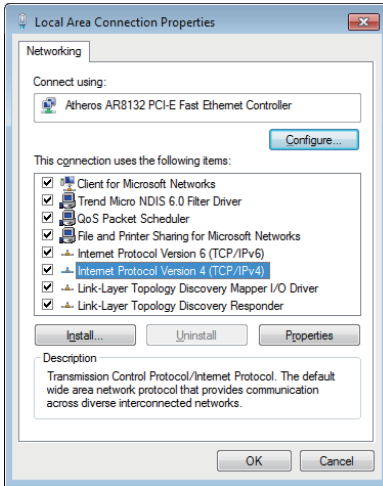 Local Area Connection Properties
Networking
Connect using:
Atheros AR8132 PCI-E Fast Ethernet Controller
Configure...
This connection uses the following items:
Client for Microsoft Networks
Trend Micro NDIS 6.0 Filter Driver
QoS Packet Scheduler
File and Printer Sharing for Microsoft Networks
Internet Protocol Version 6 (TCP/IPv6)
Internet Protocol Version 4 (TCP/IPv4)
Link-Layer Topology Discovery Mapper I/O Driver
Link-Layer Topology Discovery Responder
Install... Uninstall Properties
Description
Transmission Control Protocol/Internet Protocol. The default
wide area network protocol that provides communication
across diverse interconnected networks.
OK Cancel